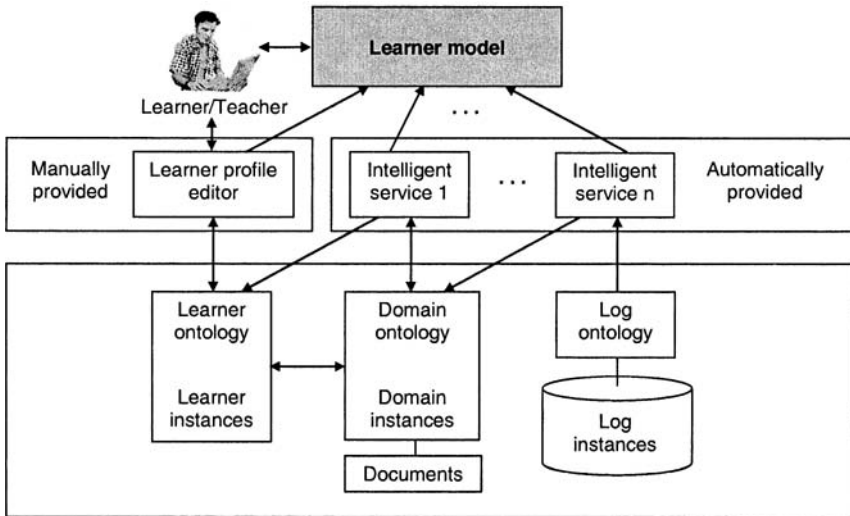 Learner model
Learner/Teacher
. . .
Manually
provided
Learner profile
editor
Intelligent
service 1
. . .
Intelligent
service n
Automatically
provided
Learner
ontology
Learner
instances
Domain
ontology
Domain
instances
Documents
Log
ontology
Log
instances